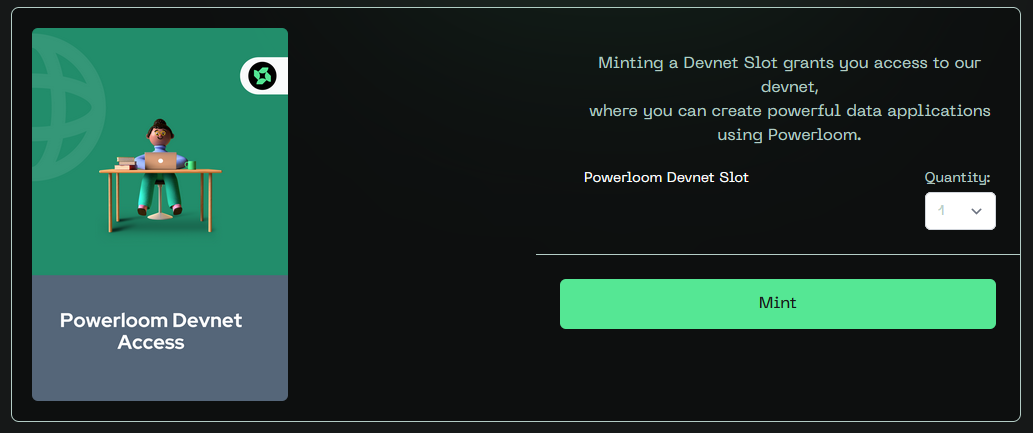 Powerloom Devnet
Access
Minting a Devnet Slot grants you access to our
devnet,
where you can create powerful data applications
using Powerloom.
Powerloom Devnet Slot
Quantity:
1
Mint